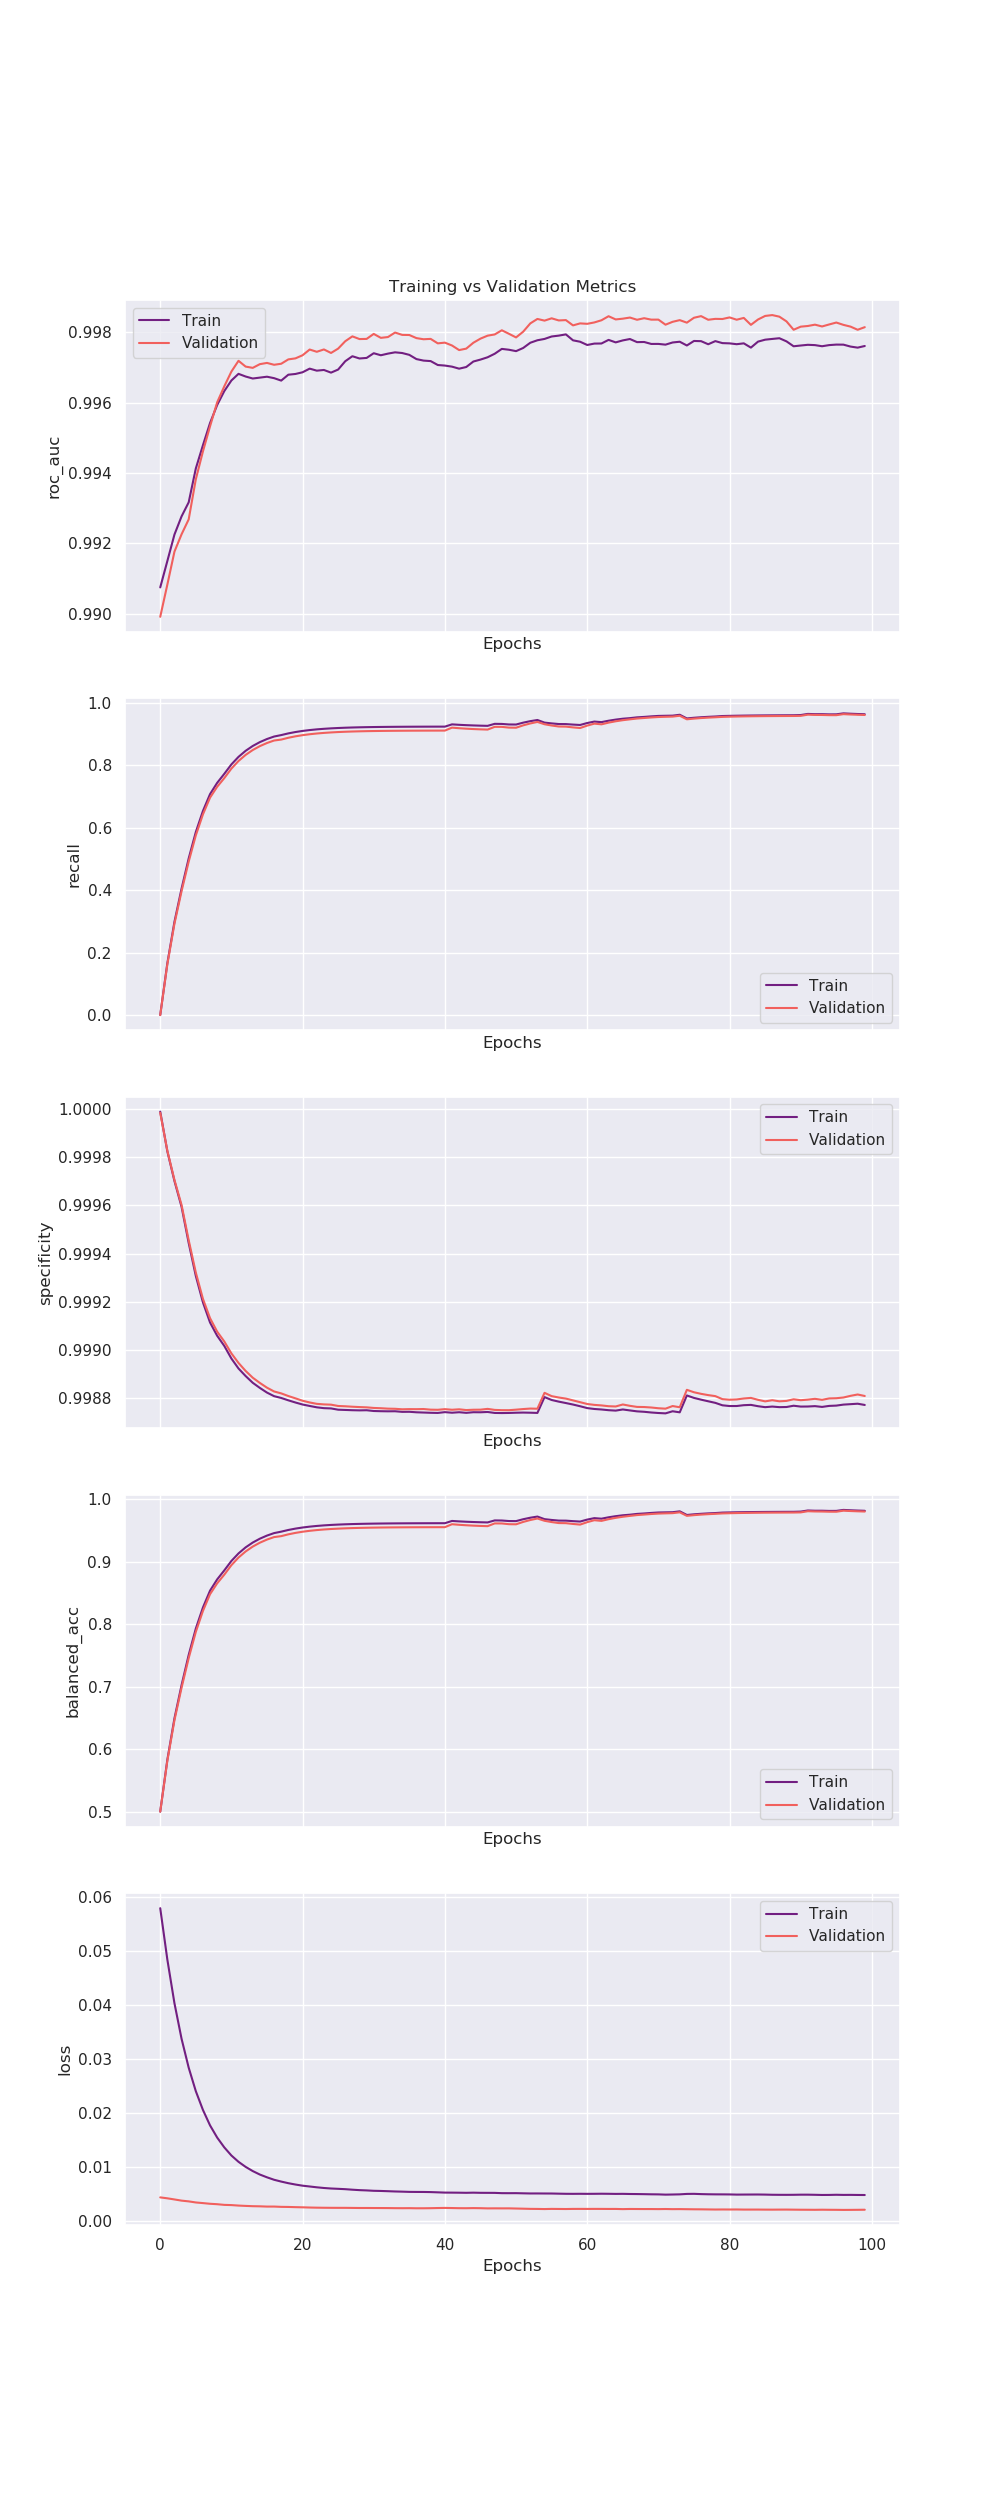 Training vs Validation Metrics
Train
Validation
0.998
0.996
0.994
0.992
0.990
roc_auc
Epochs
1.0
0.8
0.6
0.4
0.2
0.0
recall
Train
Validation
Epochs
1.0000
0.9998
0.9996
0.9994
0.9992
0.9990
0.9988
specificity
Train
Validation
Epochs
1.0
0.9
0.8
0.7
0.6
0.5
balanced_acc
Train
Validation
Epochs
0.06
0.05
0.04
0.03
0.02
0.01
0.00
loss
Train
Validation
0 20 40 60 80 100
Epochs